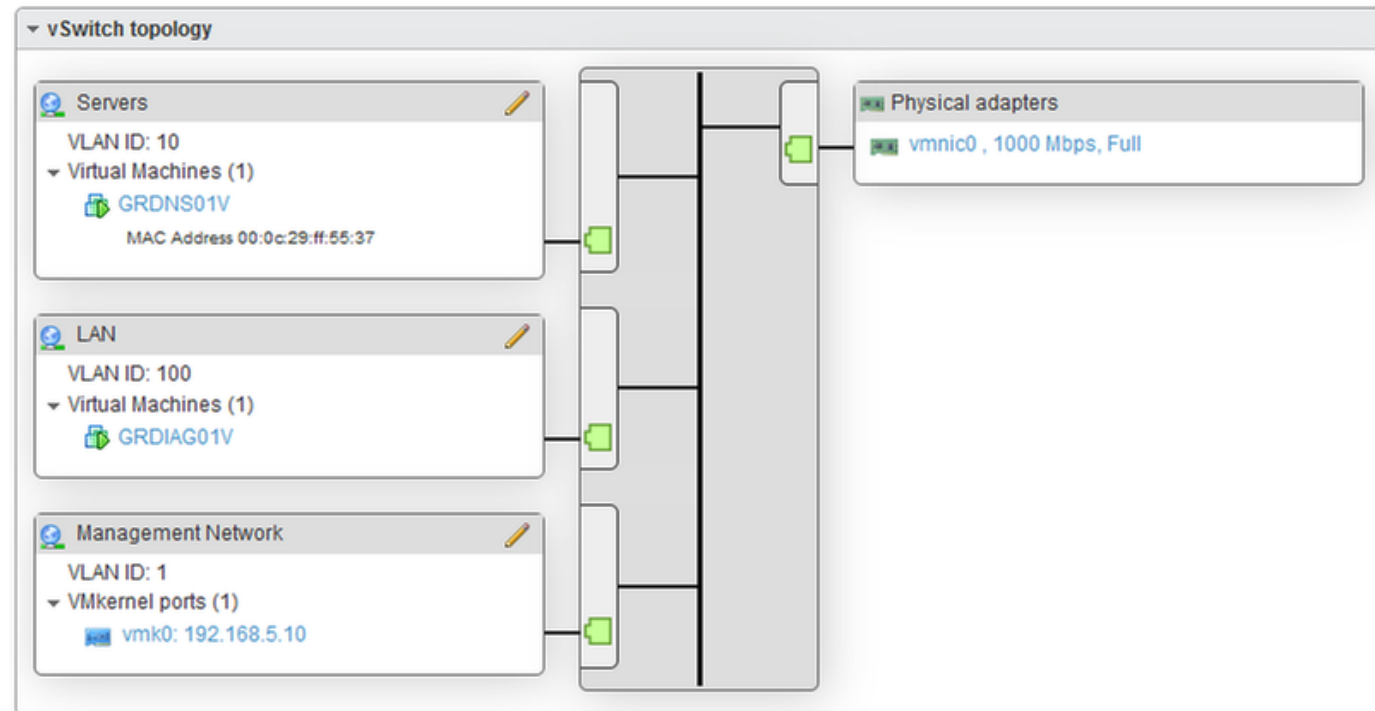 vSwitch topology
Servers
VLAN ID: 10
Virtual Machines (1)
GRDNS01V
MAC Address 00:0c:29:ff:55:37
LAN
VLAN ID: 100
Virtual Machines (1)
GRDIAG01V
Management Network
VLAN ID: 1
VMkernel ports (1)
vmk0: 192.168.5.10
Physical adapters
vmnic0 , 1000 Mbps, Full